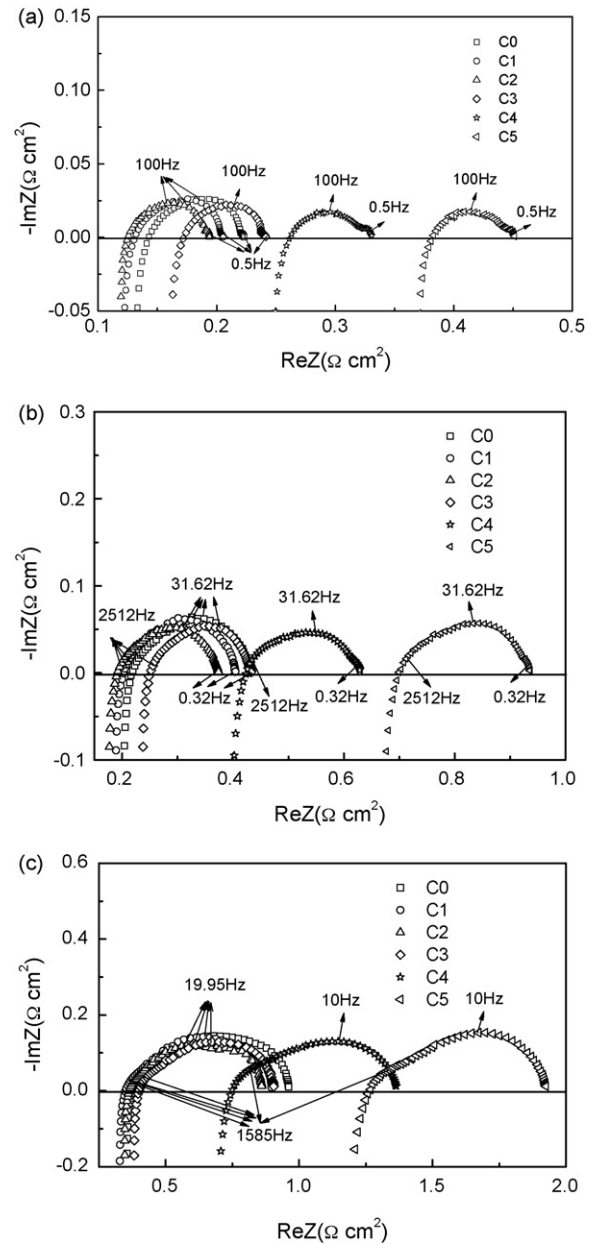 (a)
0.15
C0
C1
C2
C3
C4
C5
0.10
0.05
100Hz
100Hz
100Hz
100Hz
0.5Hz
0.5Hz
0.00
0.5Hz
-0.05
0.1 0.2 0.3 0.4 0.5
-ImZ(Ω cm²)
ReZ(Ω cm²)
(b)
0.3
C0
C1
C2
C3
C4
C5
0.2
0.1
31.62Hz
31.62Hz
31.62Hz
2512Hz
0.0
0.32Hz
0.32Hz
0.32Hz
2512Hz
2512Hz
-0.1
0.2 0.4 0.6 0.8 1.0
-ImZ(Ω cm²)
ReZ(Ω cm²)
(c)
0.6
C0
C1
C2
C3
C4
C5
0.4
19.95Hz
10Hz
10Hz
0.2
0.0
1585Hz
-0.2
0.5 1.0 1.5 2.0
-ImZ(Ω cm²)
ReZ(Ω cm²)